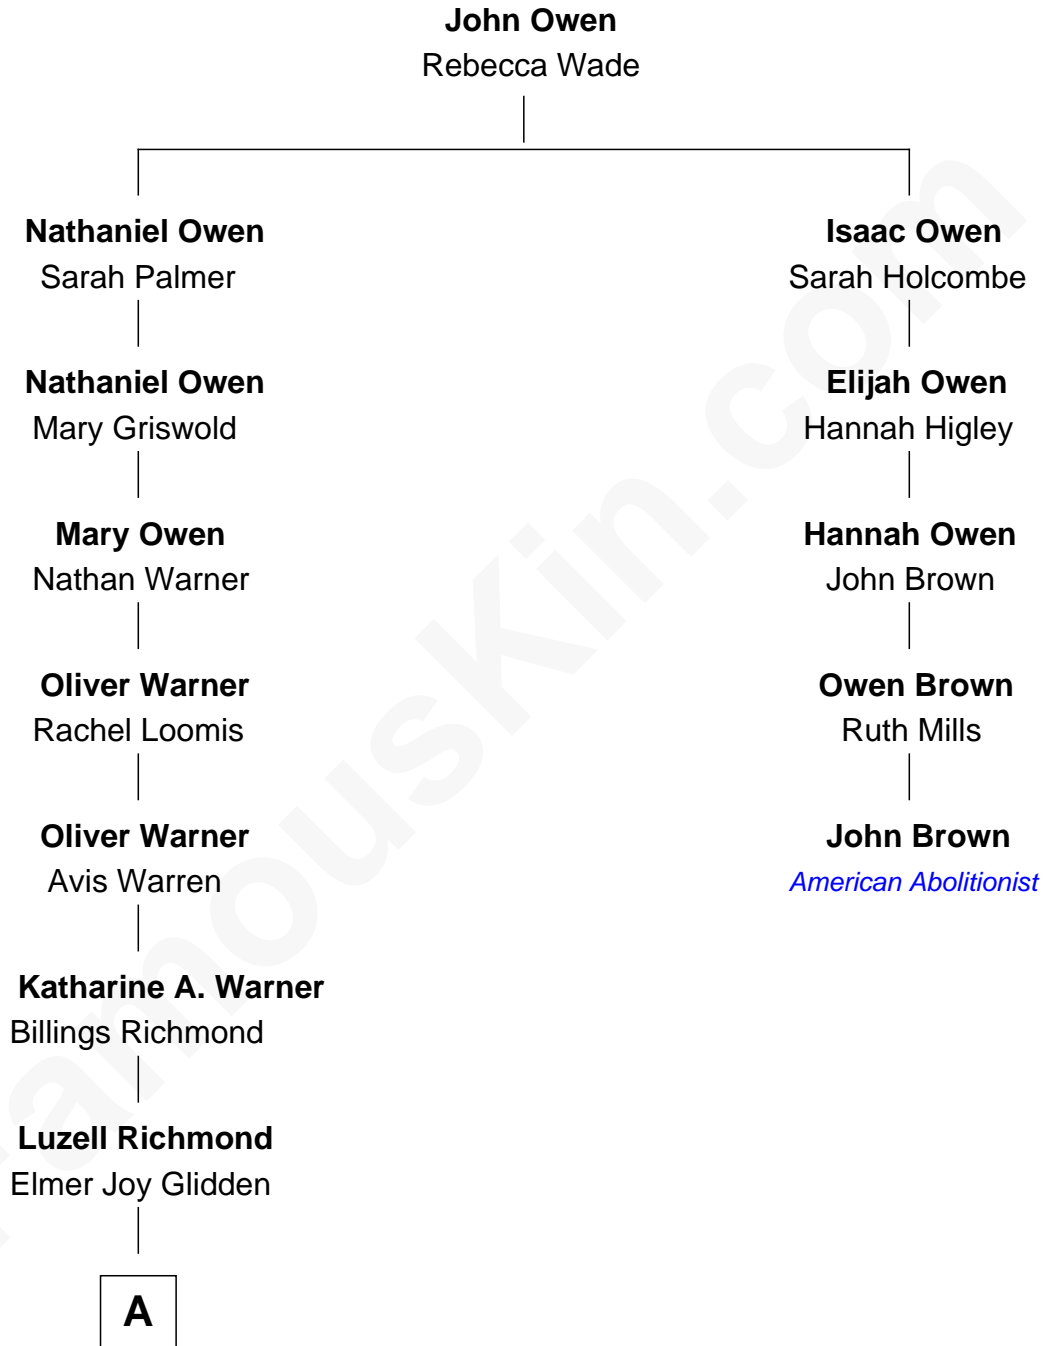 John Owen
Rebecca Wade
Nathaniel Owen
Sarah Palmer
Isaac Owen
Sarah Holcombe
Nathaniel Owen
Mary Griswold
Elijah Owen
Hannah Higley
Mary Owen
Nathan Warner
Hannah Owen
John Brown
Oliver Warner
Rachel Loomis
Owen Brown
Ruth Mills
Oliver Warner
Avis Warren
John Brown
American Abolitionist
Katharine A. Warner
Billings Richmond
Luzell Richmond
Elmer Joy Glidden
A
FamousKin.com